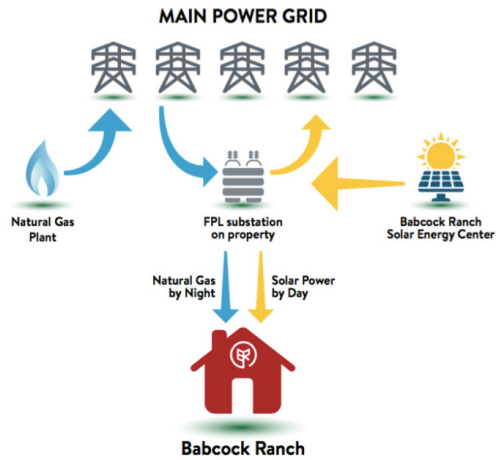 MAIN POWER GRID
Natural Gas
Plant
FPL substation
on property
Babcock Ranch
Solar Energy Center
Natural Gas
by Night
Solar Power
by Day
Babcock Ranch